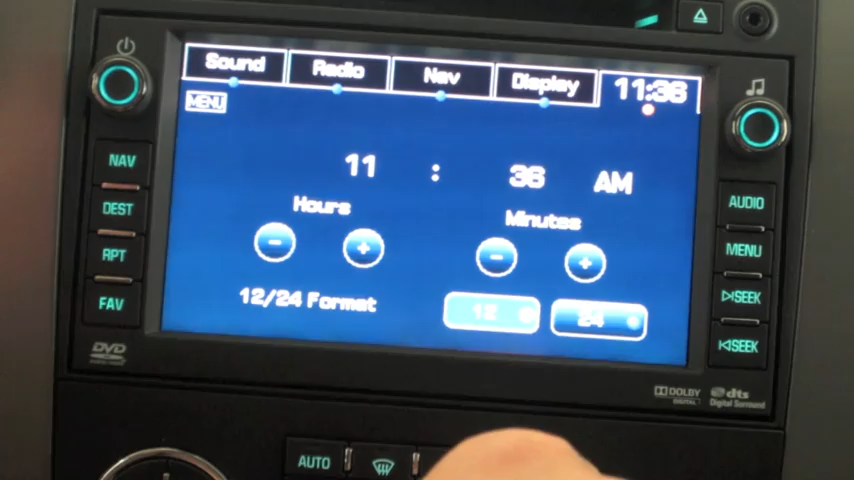 Sound Radio Nav Display 11:36
MENU
11 : 36 AM
Hours Minutes
- + - +
12/24 Format 12 24
NAV
DEST
RPT
FAV
AUDIO
MENU
SEEK
SEEK
DVD
DOLBY
DIGITAL
dts
Digital Surround
AUTO